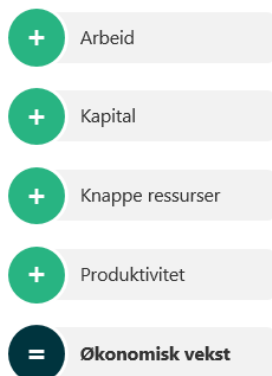 + Arbeid
+ Kapital
+ Knappe ressurser
+ Produktivitet
= Økonomisk vekst